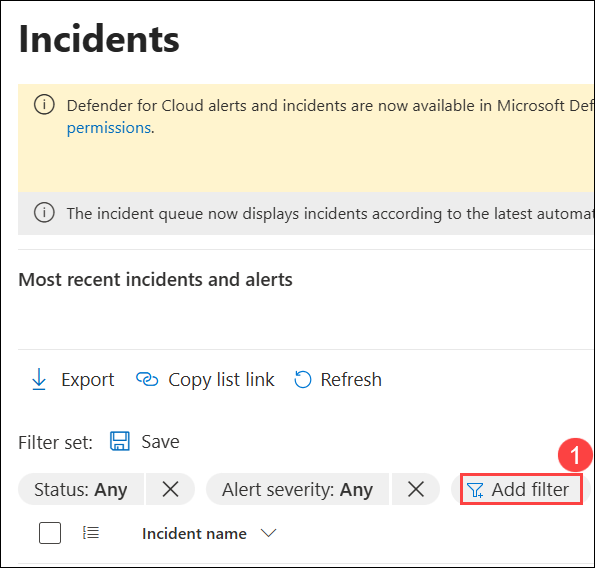 Incidents
Defender for Cloud alerts and incidents are now available in Microsoft Def
permissions.
The incident queue now displays incidents according to the latest automat
Most recent incidents and alerts
Export Copy list link Refresh
Filter set: Save
1
Status: Any Alert severity: Any Add filter
Incident name